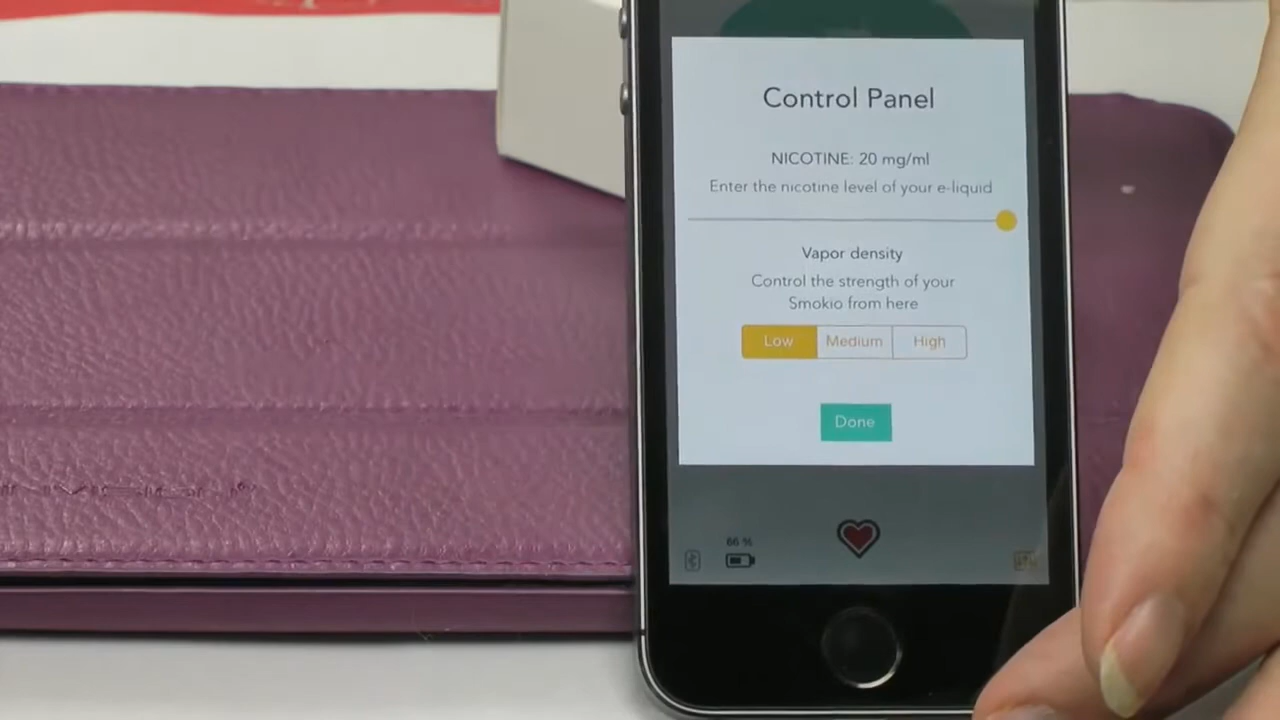 Control Panel
NICOTINE: 20 mg/ml
Enter the nicotine level of your e-liquid
Vapor density
Control the strength of your
Smokio from here
Low Medium High
Done
66 %